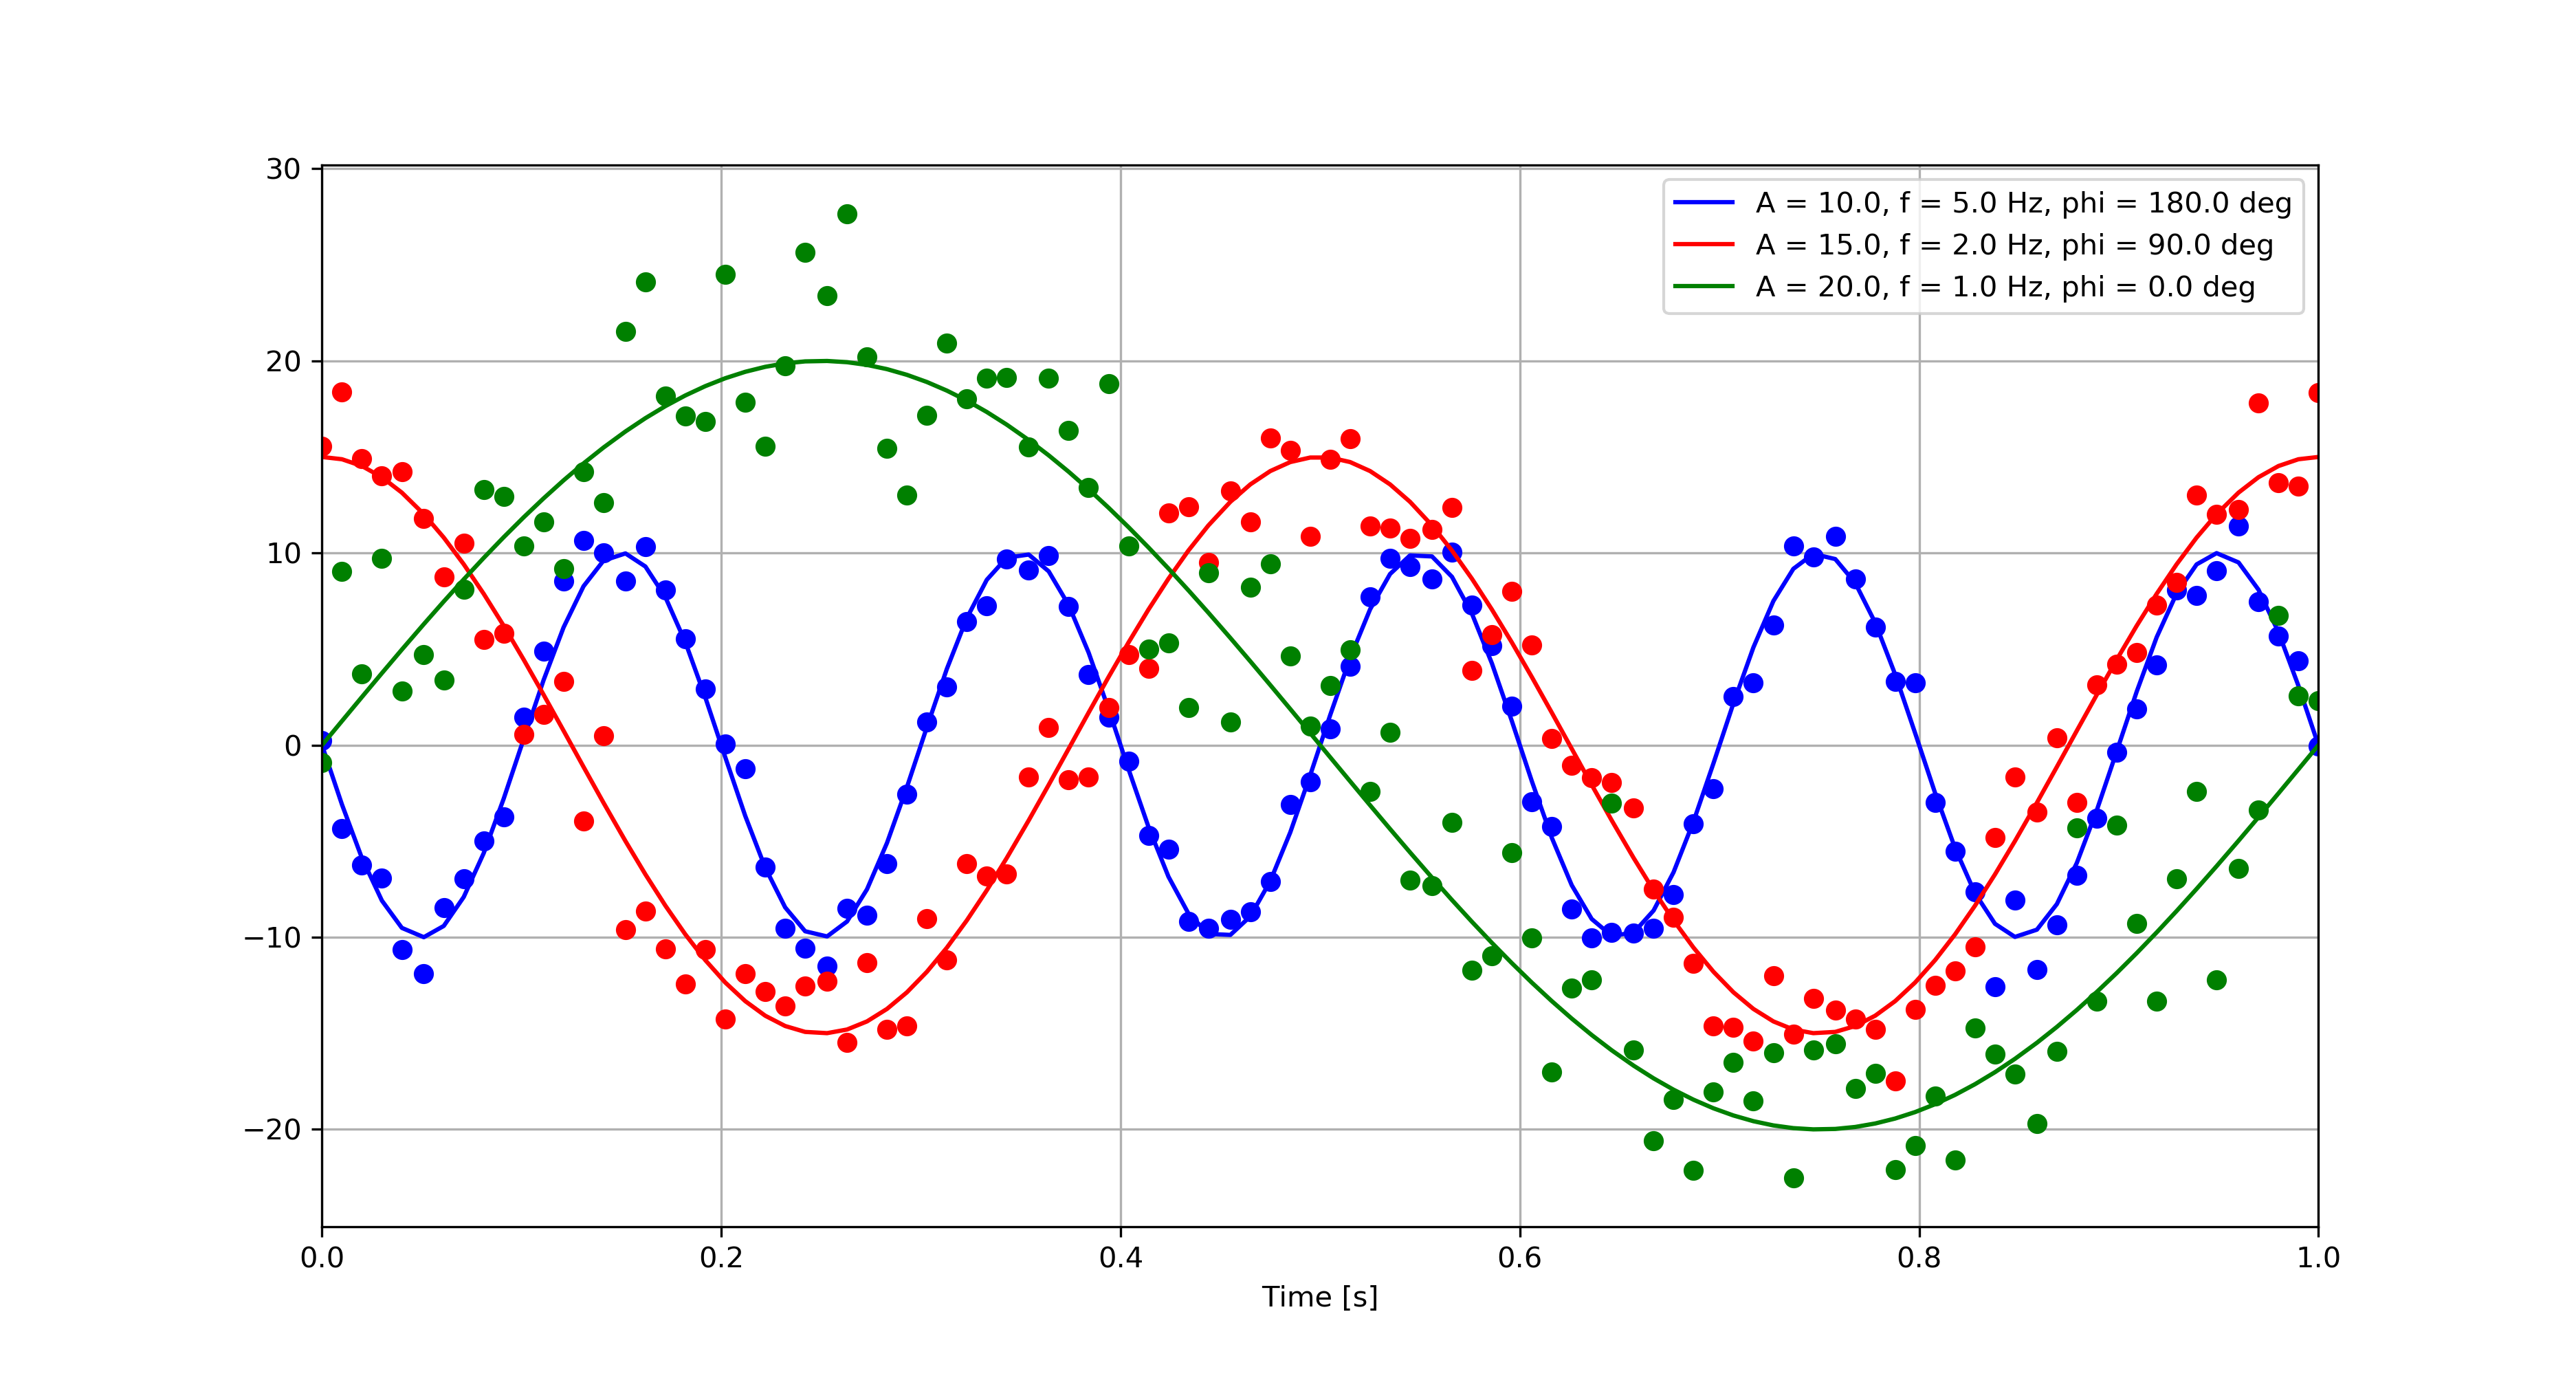 30
20
10
0
−10
−20
A = 10.0, f = 5.0 Hz, phi = 180.0 deg
A = 15.0, f = 2.0 Hz, phi = 90.0 deg
A = 20.0, f = 1.0 Hz, phi = 0.0 deg
0.0 0.2 0.4 0.6 0.8 1.0
Time [s]